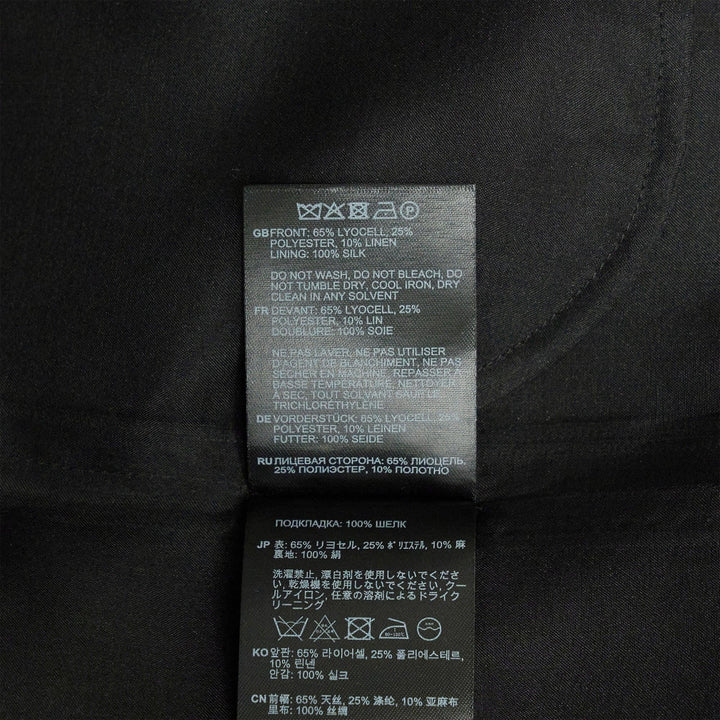 P
GB FRONT: 65% LYOCELL, 25%
POLYESTER, 10% LINEN
LINING: 100% SILK
DO NOT WASH, DO NOT BLEACH, DO
NOT TUMBLE DRY, COOL IRON, DRY
CLEAN IN ANY SOLVENT
FR DEVANT: 65% LYOCELL, 25%
POLYESTER, 10% LIN
DOUBLURE: 100% SOIE
NE PAS LAVER, NE PAS UTILISER
D'AGENT DE BLANCHIMENT, NE PAS
SÉCHER EN MACHINE, REPASSER À
BASSE TEMPÉRATURE, NETTOYER
À SEC, TOUT SOLVANT SAUF LE
TRICHLORÉTHYLÈNE
DE VORDERSTÜCK: 65% LYOCELL, 25%
POLYESTER, 10% LEINEN
FUTTER: 100% SEIDE
RU ЛИЦЕВАЯ СТОРОНА: 65% ЛИОЦЕЛЬ,
25% ПОЛИЭСТЕР, 10% ПОЛОТНО
ПОДКЛАДКА: 100% ШЕЛК
JP 表: 65% リヨセル, 25% ポリエステル, 10% 麻
裏地: 100% 絹
洗濯禁止, 漂白剤を使用しないでくださ
い, 乾燥機を使用しないでください, ク
ールアイロン, 任意の溶剤によるドライク
リーニング
KO 앞판: 65% 라이어셀, 25% 폴리에스테르,
10% 린넨
안감: 100% 실크
CN 前幅: 65% 天丝, 25% 涤纶, 10% 亚麻布
里布: 100% 丝绸